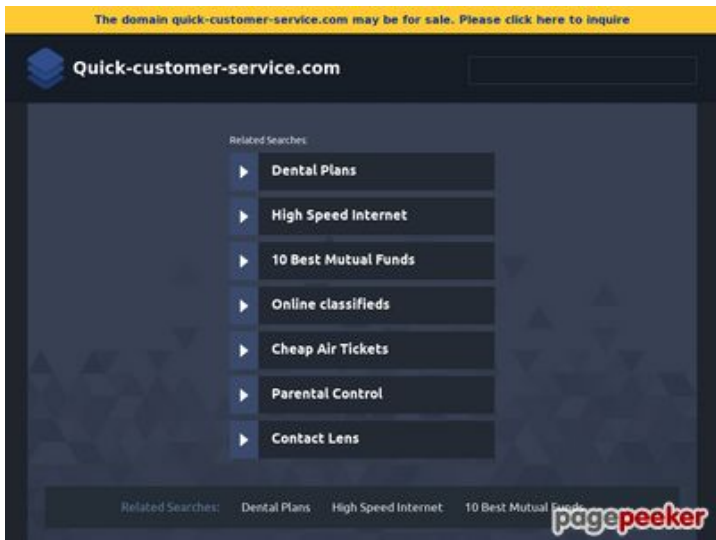 The domain quick-customer-service.com may be for sale. Please click here to inquire
Quick-customer-service.com
Related Searches:
Dental Plans
High Speed Internet
10 Best Mutual Funds
Online classifieds
Cheap Air Tickets
Parental Control
Contact Lens
Related Searches: Dental Plans High Speed Internet 10 Best Mutual Funds
pagepeeker